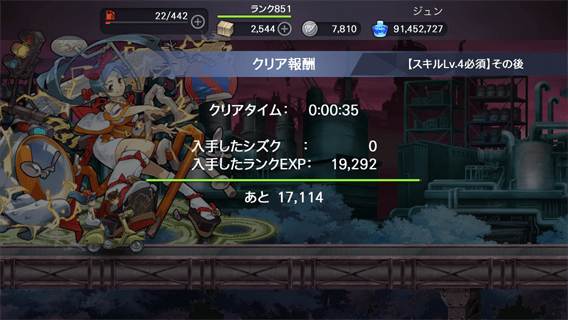 ランク851
22/442
2,544
7,810
ジュン
91,452,727
クリア報酬
【スキルLv.4必須】その後
クリアタイム： 0:00:35
入手したシズク ： 0
入手したランクEXP： 19,292
あと 17,114